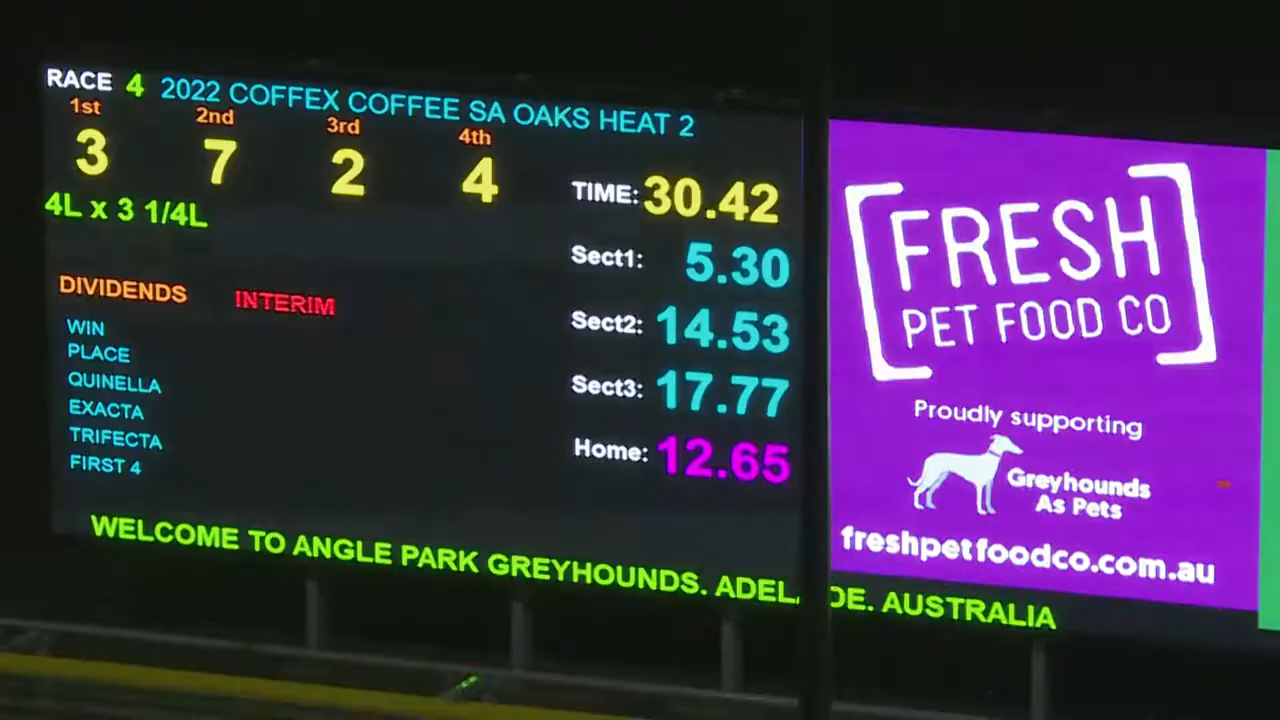 RACE 4 2022 COFFEX COFFEE SA OAKS HEAT 2
1st 2nd 3rd 4th
3 7 2 4
4L x 3 1/4L
TIME: 30.42
Sect1: 5.30
Sect2: 14.53
Sect3: 17.77
Home: 12.65
DIVIDENDS INTERIM
WIN
PLACE
QUINELLA
EXACTA
TRIFECTA
FIRST 4
WELCOME TO ANGLE PARK GREYHOUNDS. ADEL DE. AUSTRALIA
FRESH
PET FOOD CO
Proudly supporting
Greyhounds
As Pets
freshpetfoodco.com.au